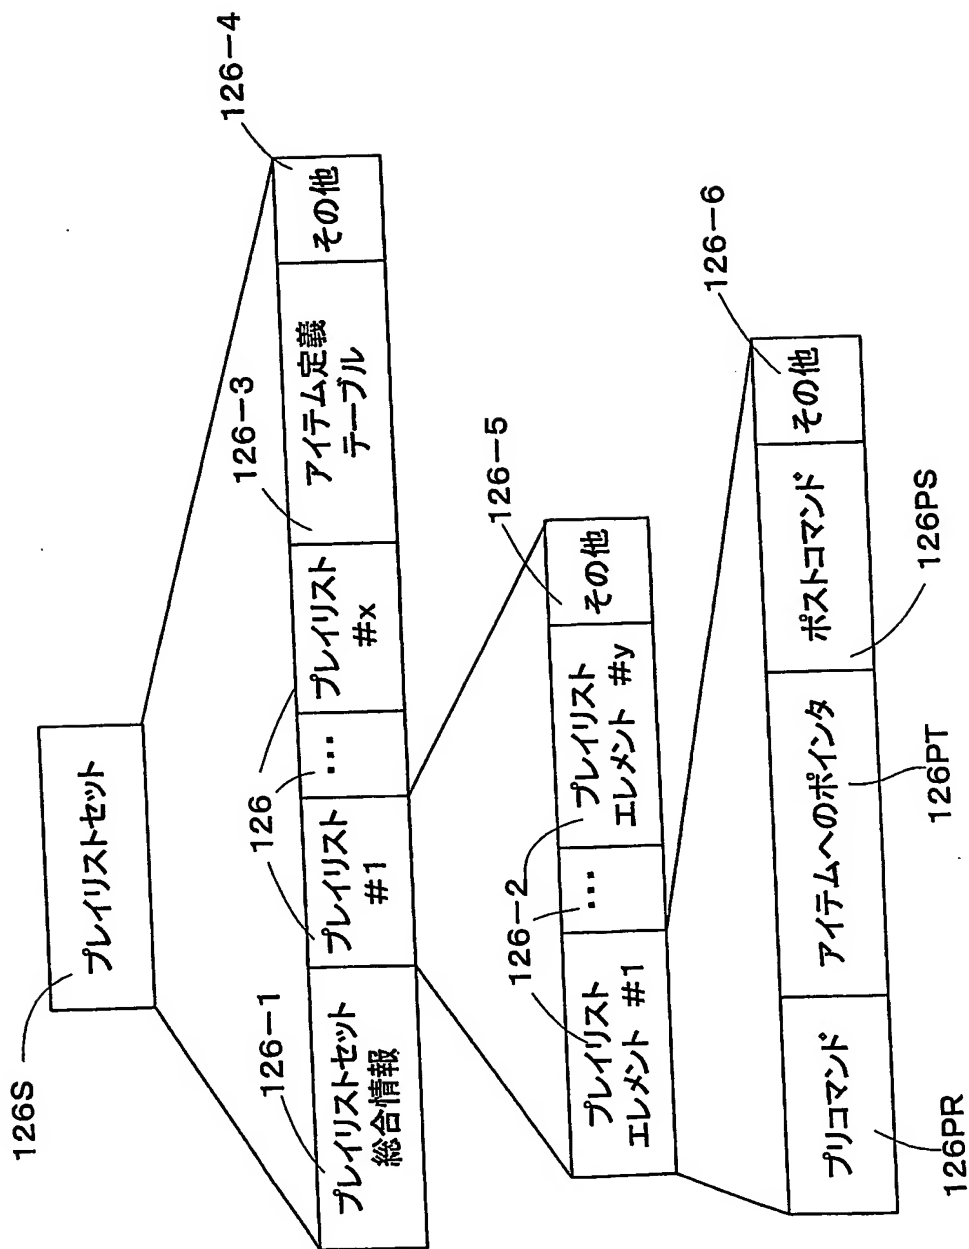 126S
プレイリストセット
126-1
126
126-3
126-4
プレイリストセット
総合情報
プレイリスト
#1
...
プレイリスト
#x
アイテム定義
テーブル
その他
126-2
126-5
プレイリスト
エレメント #1
...
プレイリスト
エレメント #y
その他
126-6
プリコマンド
アイテムへのポインタ
ポストコマンド
その他
126PR
126PT
126PS